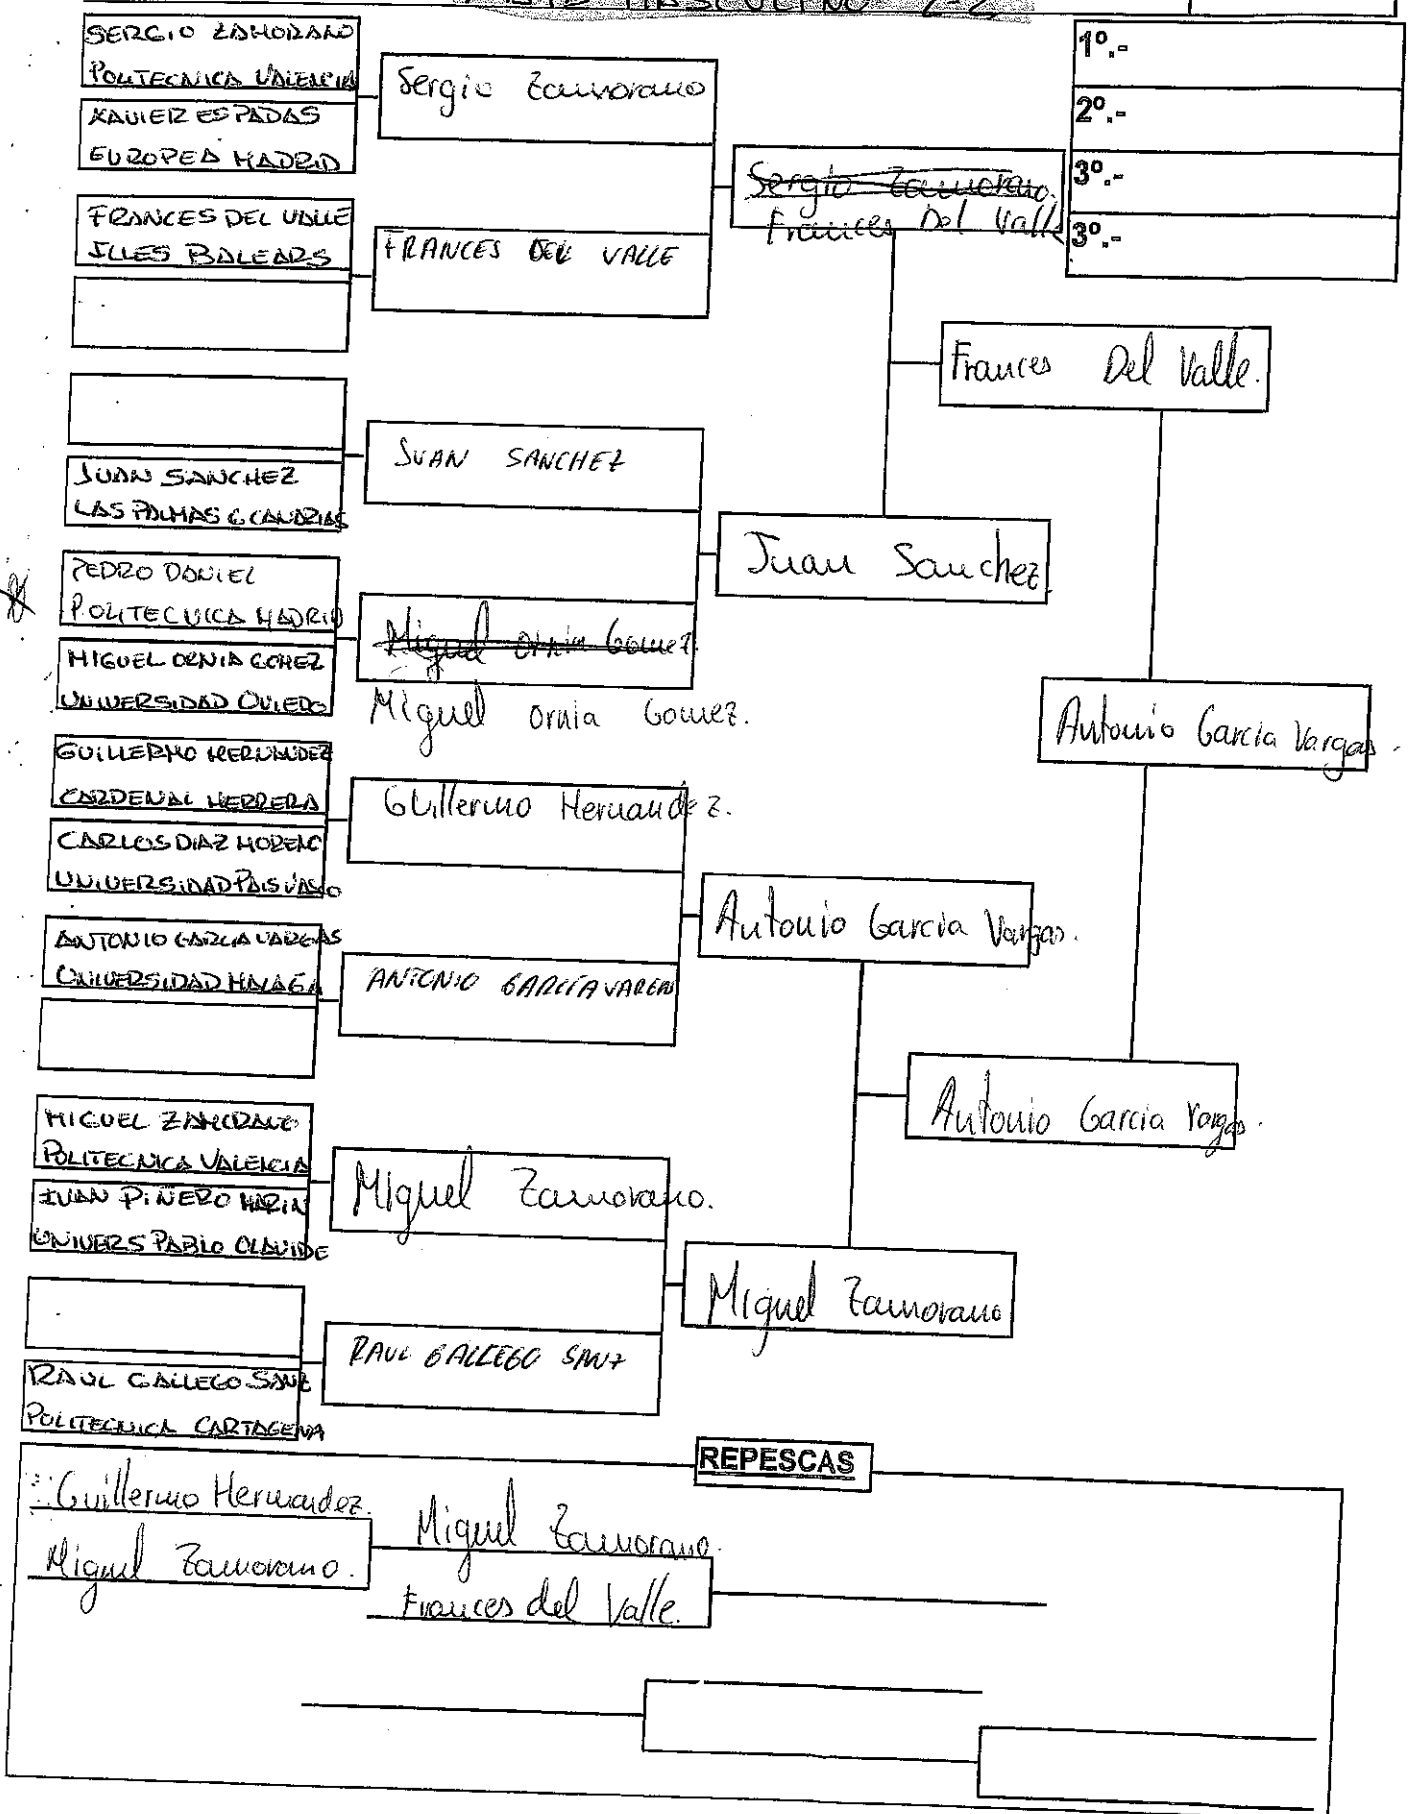 MASCULINO 2-2
SERGIO ZAMORANO
POLITECNICA VALENCIA
XAVIER ESPADAS
EUROPEA MADRID
Sergio Zamorano
FRANCES DEL VALLE
ILLES BALEARS
FRANCES DEL VALLE
Sergio Zamorano.
Frances Del Valle
1º.-
2º.-
3º.-
3º.-
Frances Del Valle.
JUAN SANCHEZ
LAS PALMAS G CANARIAS
JUAN SANCHEZ
PEDRO DANIEL
POLITECNICA MADRID
MIGUEL ORNIA GOMEZ
UNIVERSIDAD OVIEDO
Miguel Ornia Gomez.
Miguel Ornia Gomez.
Juan Sanchez.
Antonio Garcia Vargas.
GUILLERMO HERNANDEZ
CARDENAL HERRERA
CARLOS DIAZ MORENO
UNIVERSIDAD PAIS VASCO
Guillermo Hernandez.
ANTONIO GARCIA VARGAS
UNIVERSIDAD MALAGA
ANTONIO GARCÍA VARGAS
Antonio Garcia Vargas.
Antonio Garcia Vargas.
MIGUEL ZAMORANO
POLITECNICA VALENCIA
IVAN PIÑERO MARIN
UNIVERS PABLO OLAVIDE
Miguel Zamorano.
RAUL GALLEGO SANZ
POLITECNICA CARTAGENA
RAUL GALLEGO SANZ
Miguel Zamorano
REPESCAS
Guillermo Hernandez.
Miguel Zamorano.
Miguel Zamorano.
Frances del Valle.